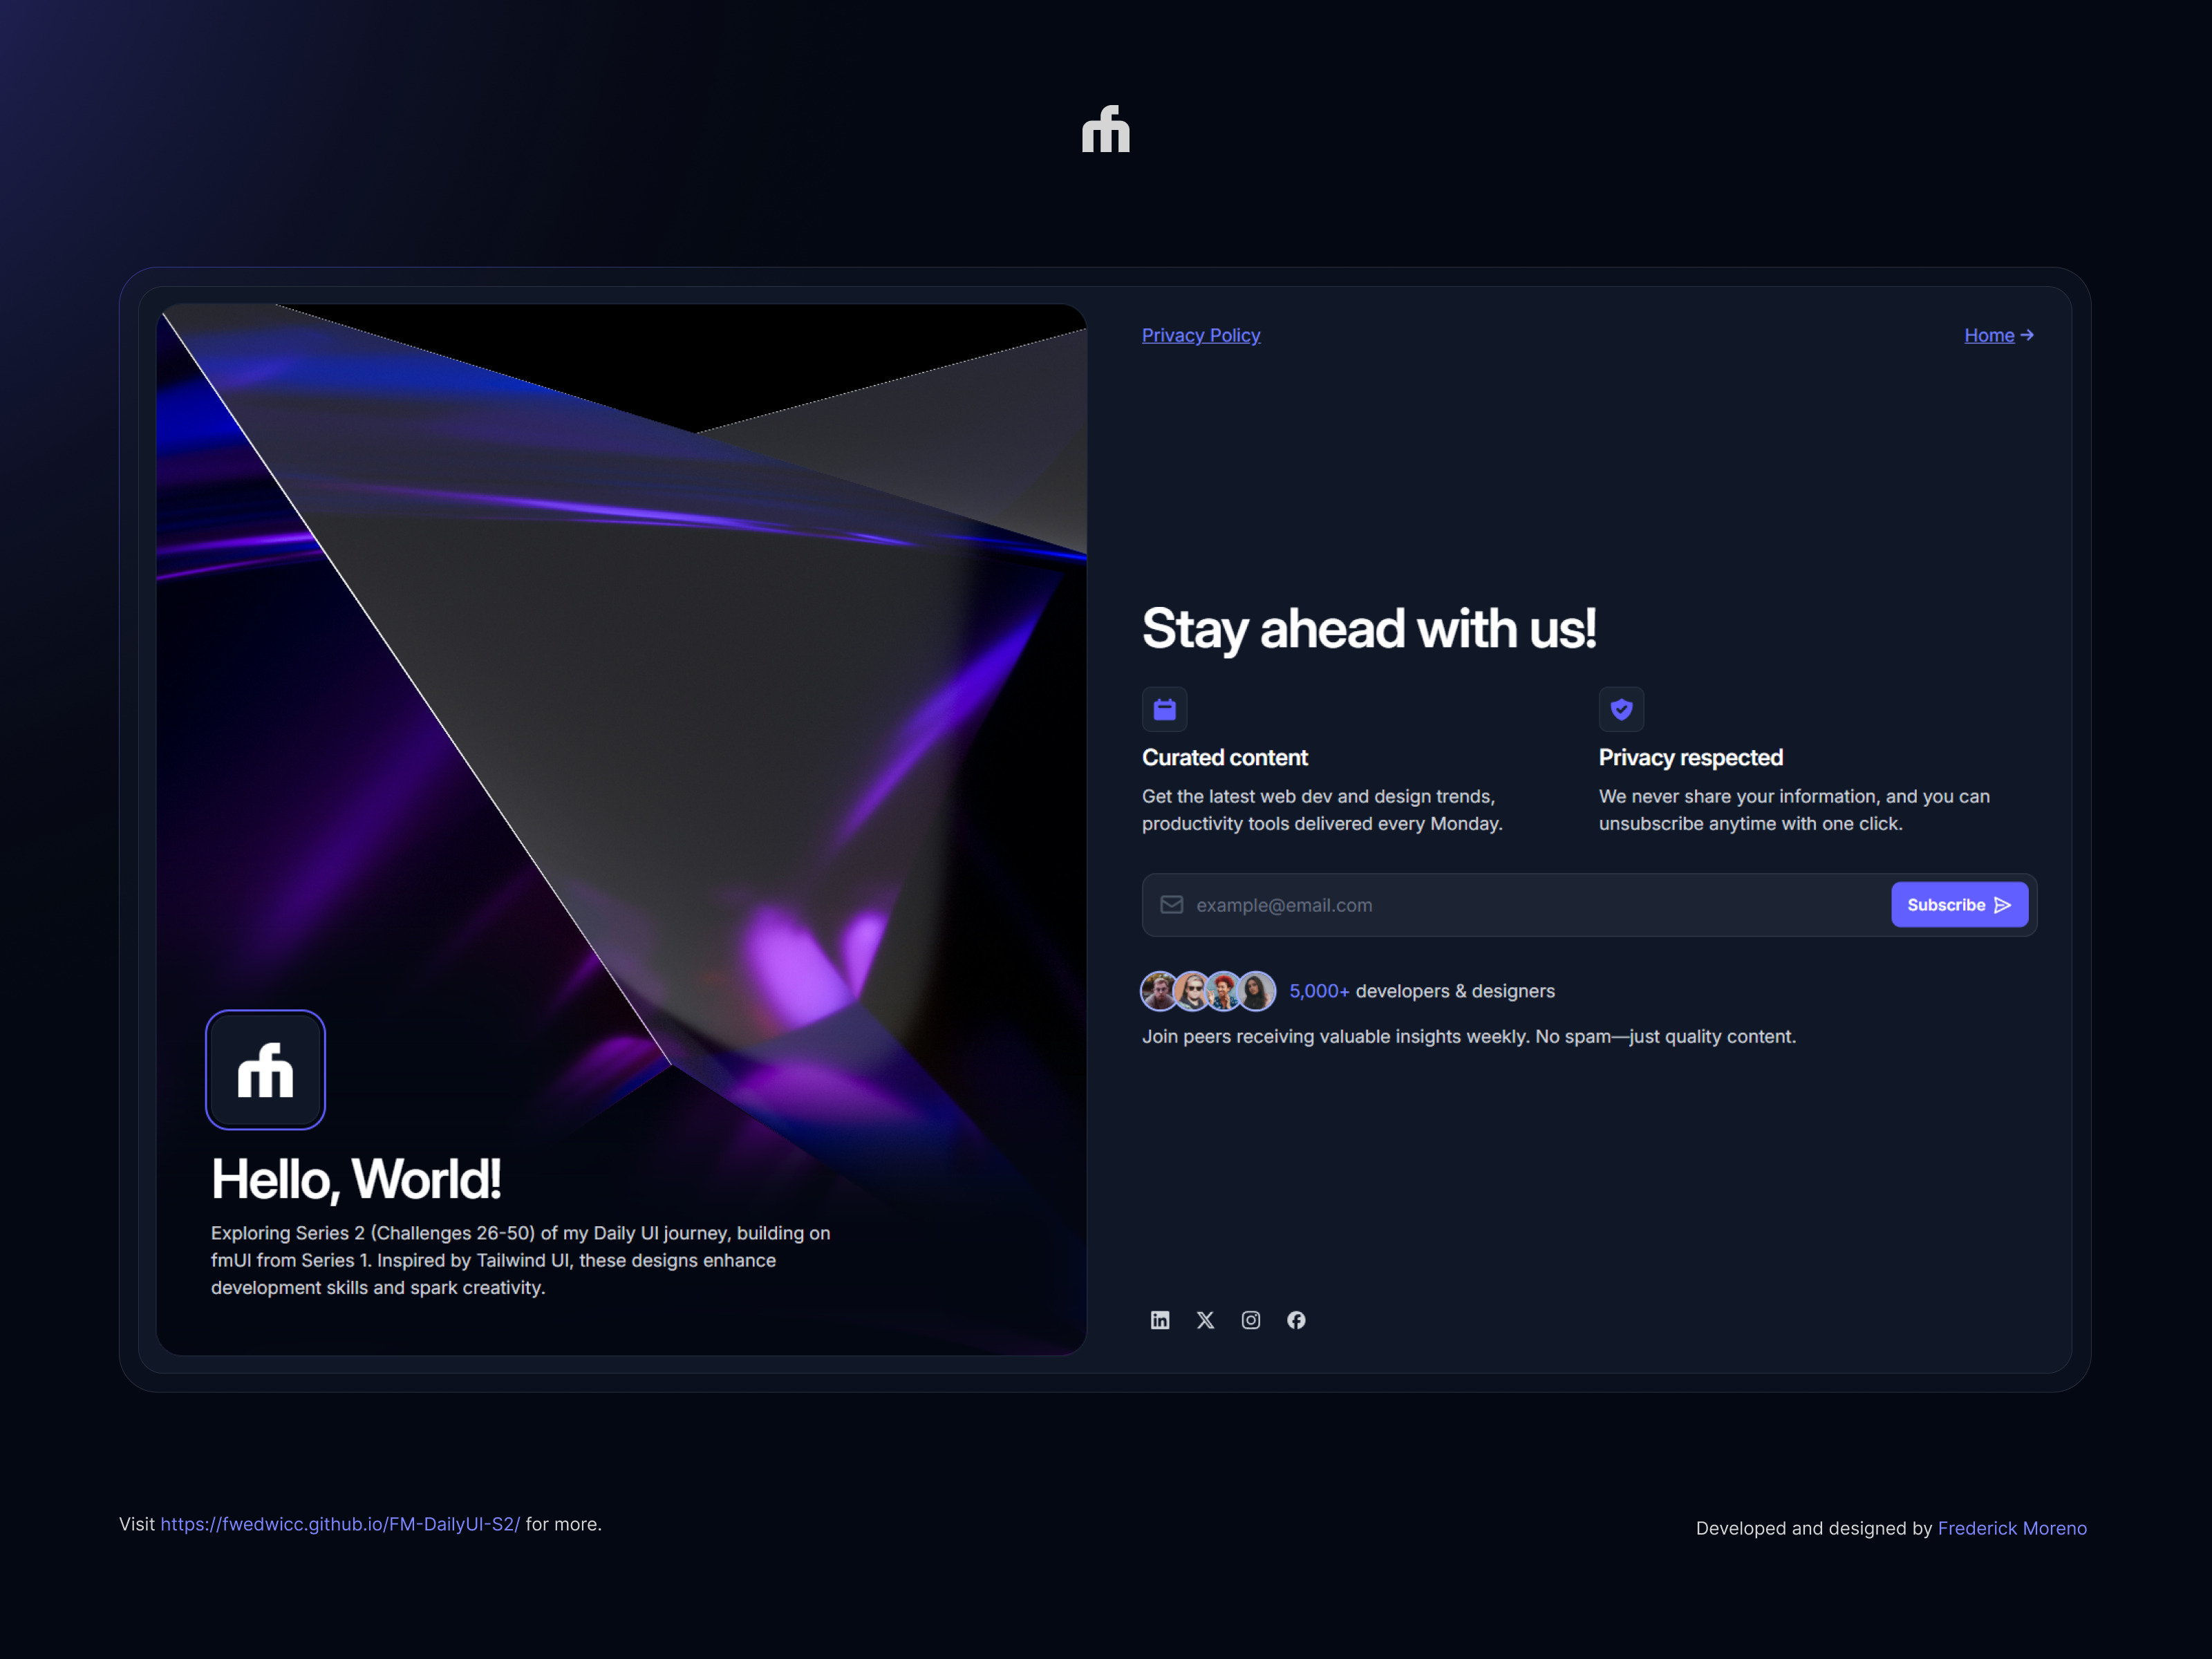 Privacy Policy
Home
Stay ahead with us!
Curated content
Get the latest web dev and design trends,
productivity tools delivered every Monday.
Privacy respected
We never share your information, and you can
unsubscribe anytime with one click.
example@email.com
Subscribe
5,000+ developers & designers
Join peers receiving valuable insights weekly. No spam—just quality content.
Hello, World!
Exploring Series 2 (Challenges 26-50) of my Daily UI journey, building on
fmUI from Series 1. Inspired by Tailwind UI, these designs enhance
development skills and spark creativity.
Visit https://fwedwicc.github.io/FM-DailyUI-S2/ for more.
Developed and designed by Frederick Moreno